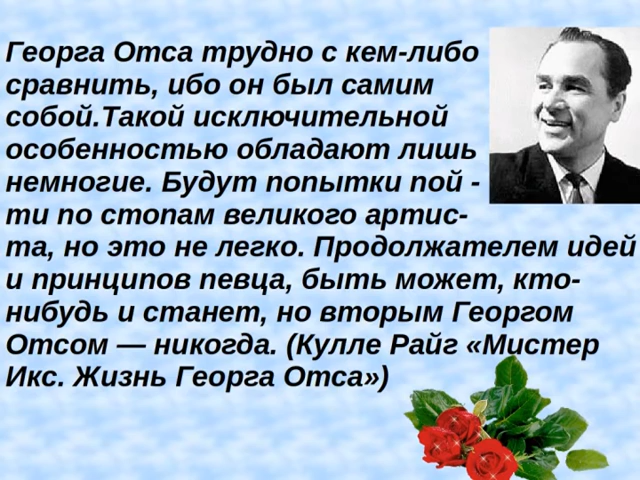 Георга Отса трудно с кем-либо
сравнить, ибо он был самим
собой.Такой исключительной
особенностью обладают лишь
немногие. Будут попытки пой -
ти по стопам великого артис-
та, но это не легко. Продолжателем идей
и принципов певца, быть может, кто-
нибудь и станет, но вторым Георгом
Отсом — никогда. (Кулле Райг «Мистер
Икс. Жизнь Георга Отса»)